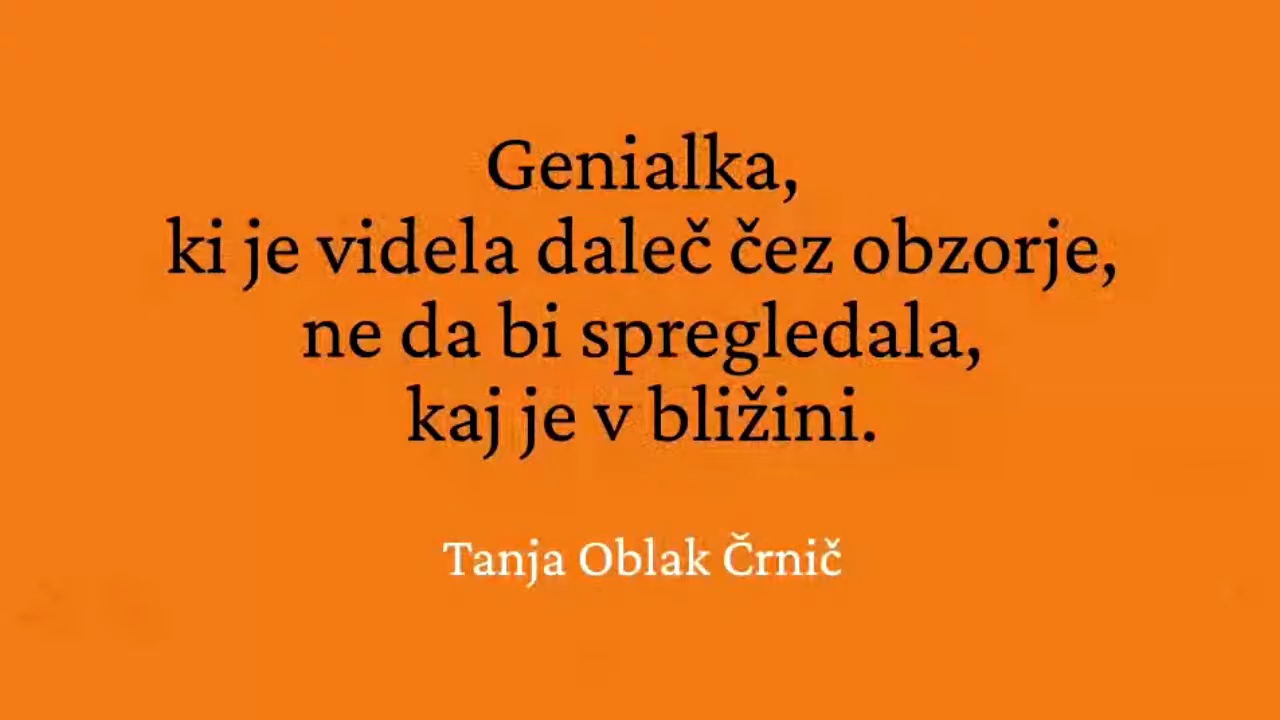 Genialka,
ki je videla daleč čez obzorje,
ne da bi spregledala,
kaj je v bližini.
Tanja Oblak Črnič